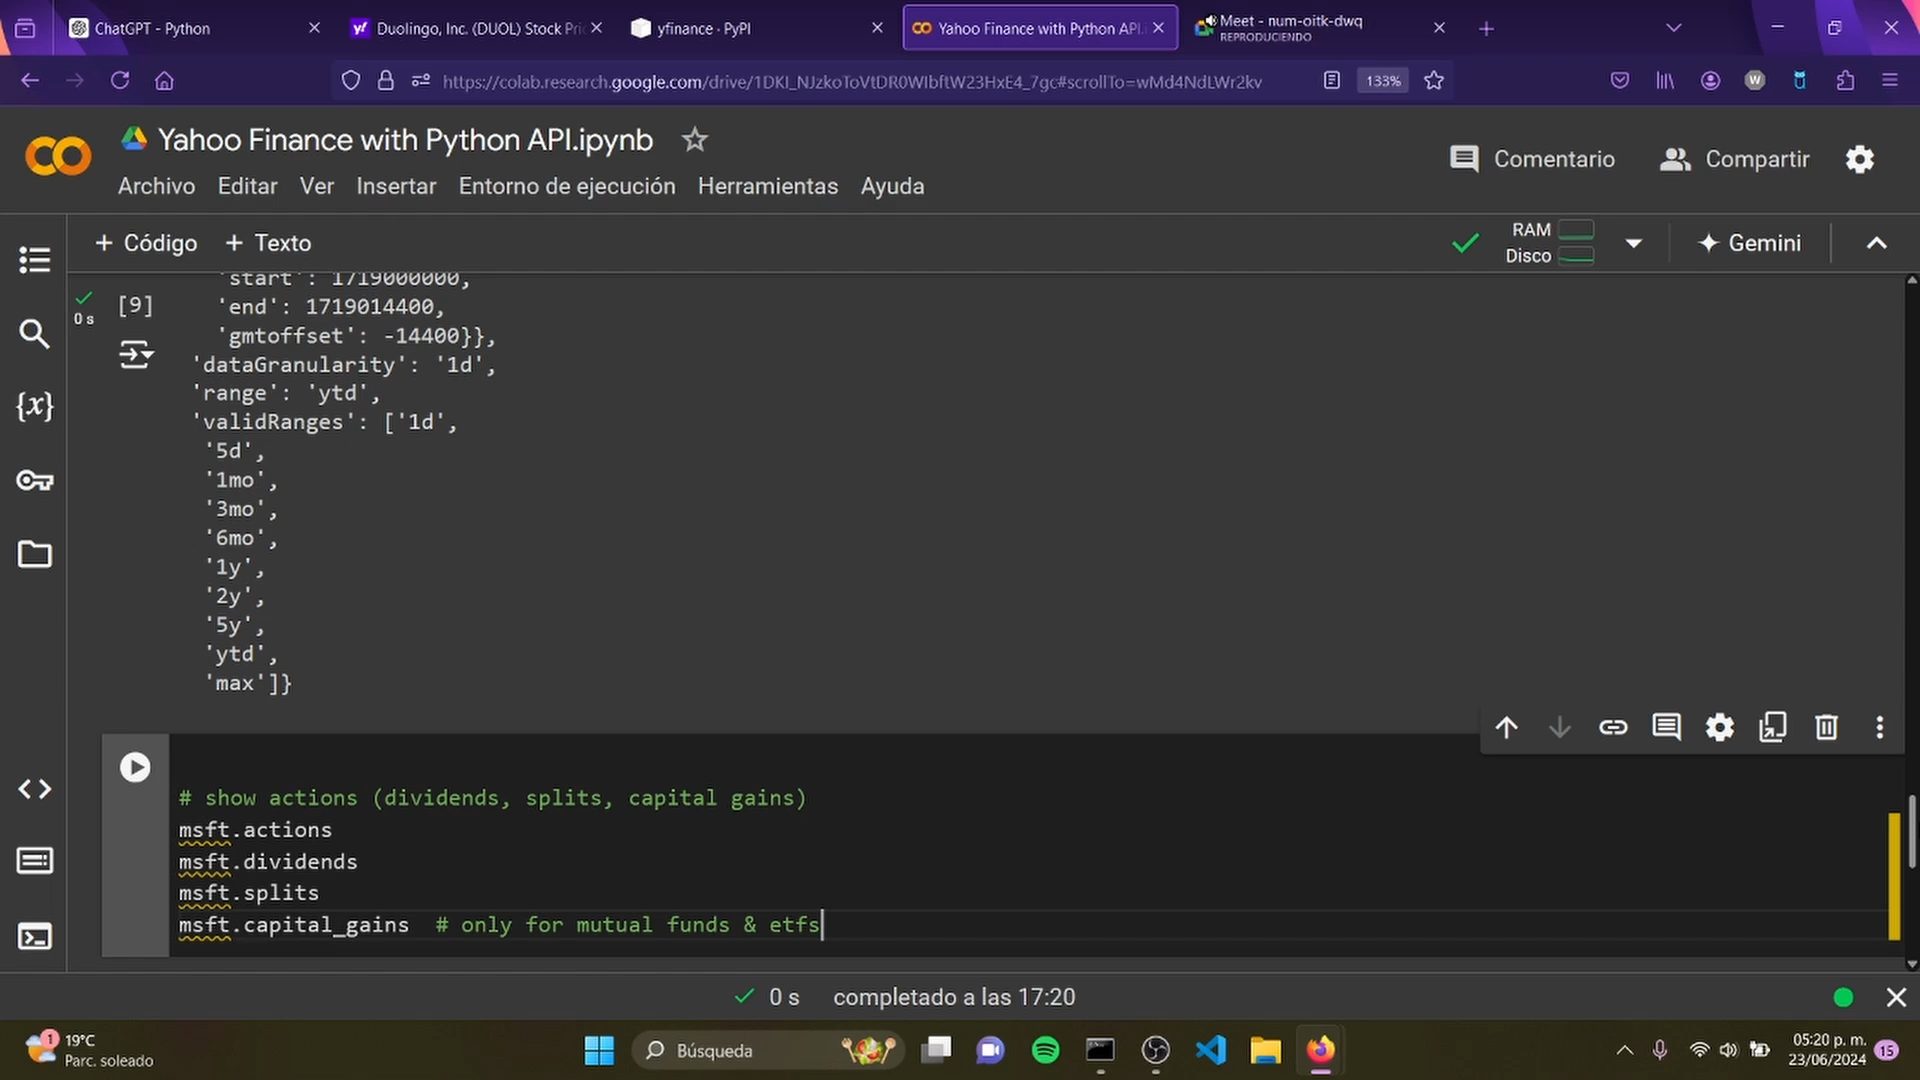 ChatGPT - Python
Duolingo, Inc. (DUOL) Stock Pri
yfinance · PyPI
Yahoo Finance with Python API.
Meet - num-oitk-dwq
REPRODUCIENDO
https://colab.research.google.com/drive/1DKI_NJzkoToVtDR0WIbftW23HxE4_7gc#scrollTo=wMd4NdLWr2kv
133%
W
Yahoo Finance with Python API.ipynb
Comentario
Compartir
Archivo Editar Ver Insertar Entorno de ejecución Herramientas Ayuda
+ Código + Texto
RAM
Disco
Gemini
'start': 1719000000,
[9]
0 s
'end': 1719014400,
'gmtoffset': -14400}},
'dataGranularity': '1d',
'range': 'ytd',
'validRanges': ['1d',
'5d',
'1mo',
'3mo',
'6mo',
'1y',
'2y',
'5y',
'ytd',
'max']}
{x}
# show actions (dividends, splits, capital gains)
msft.actions
msft.dividends
msft.splits
msft.capital_gains # only for mutual funds & etfs
0 s completado a las 17:20
1
19°C
Parc. soleado
Búsqueda
05:20 p. m.
23/06/2024
15